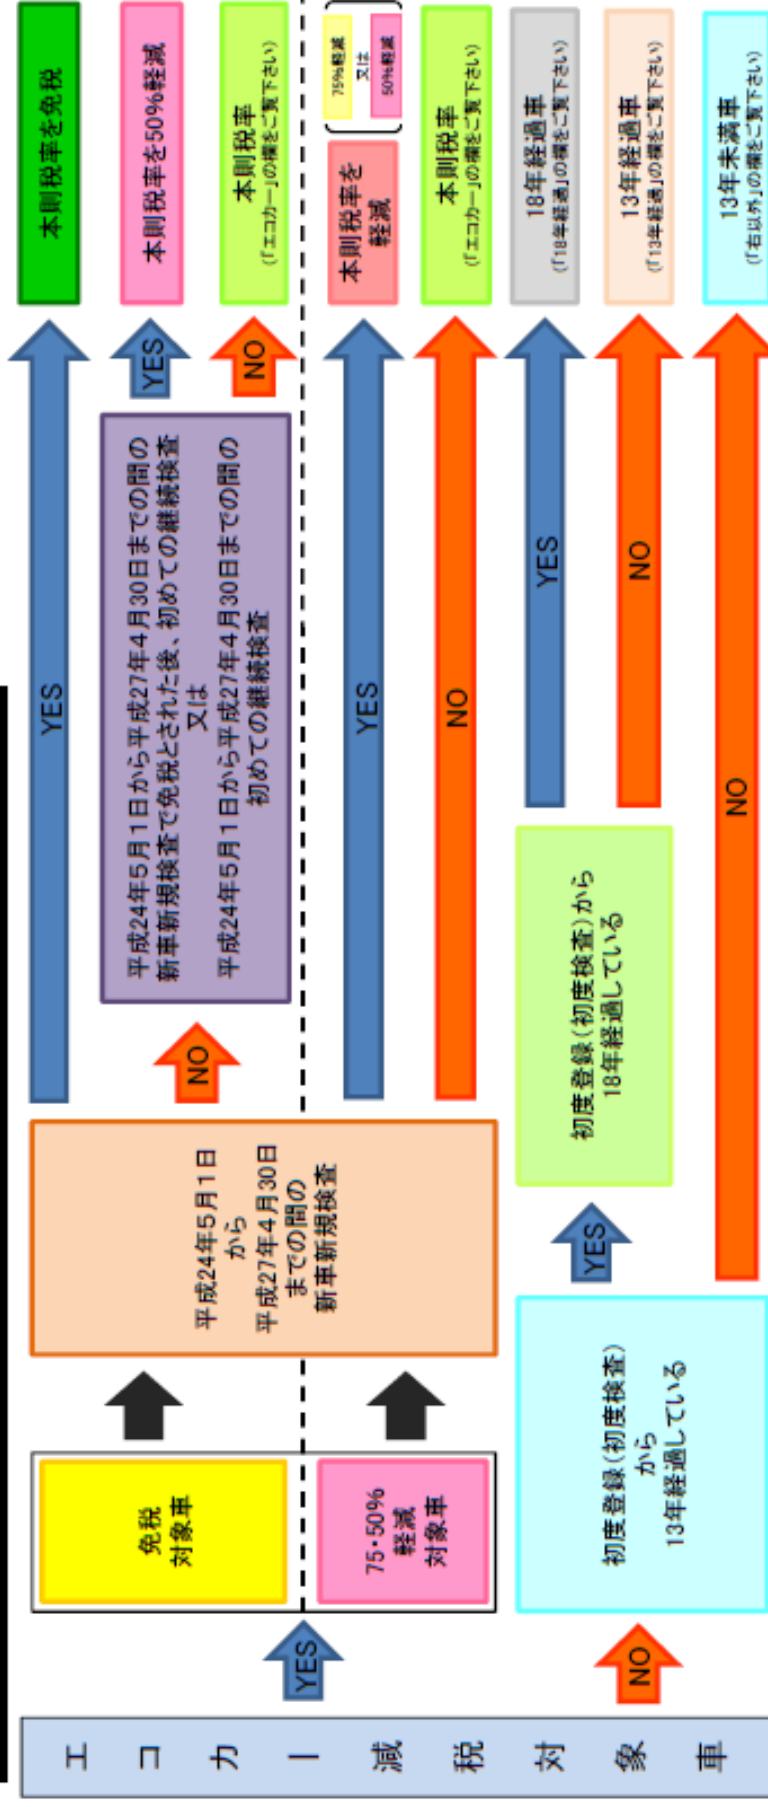 エコカー減税対象車
YES
NO
免税
対象車
75・50%
軽減
対象車
平成24年5月1日
から
平成27年4月30日
までの間の
新車新規検査
YES
NO
平成24年5月1日から平成27年4月30日までの間の
新車新規検査で免税とされた後、初めての継続検査
又は
平成24年5月1日から平成27年4月30日までの間の
初めての継続検査
YES
NO
本則税率を免税
本則税率を50%軽減
本則税率
(「エコカー」の欄をご覧下さい)
YES
NO
本則税率を
軽減
75%軽減
又は
50%軽減
本則税率
(「エコカー」の欄をご覧下さい)
初度登録(初度検査)
から
13年経過している
YES
NO
初度登録(初度検査)から
18年経過している
YES
NO
18年経過車
(「18年経過」の欄をご覧下さい)
13年経過車
(「13年経過」の欄をご覧下さい)
13年未満車
(「右以外」の欄をご覧下さい)